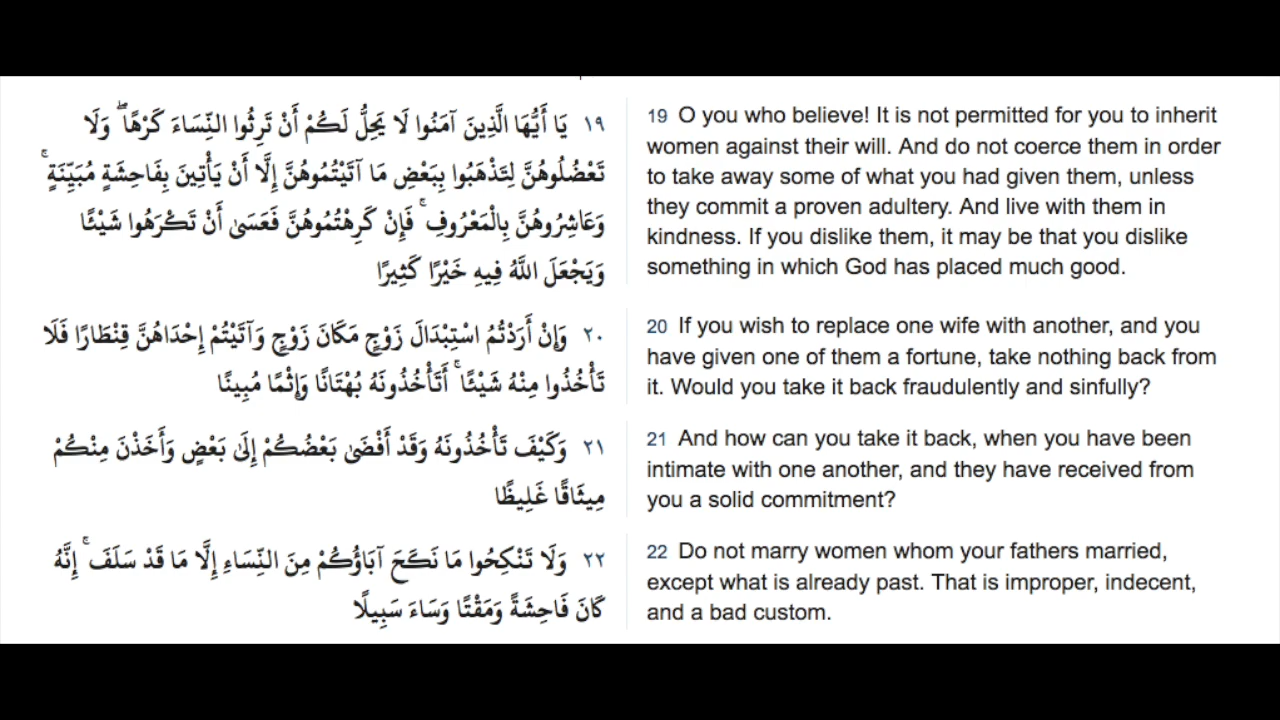 ١٩ يَا أَيُّهَا الَّذِينَ آمَنُوا لَا يَحِلُّ لَكُمْ أَنْ تَرِثُوا النِّسَاءَ كَرْهًا ۖ وَلَا
تَعْضُلُوهُنَّ لِتَذْهَبُوا بِبَعْضِ مَا آتَيْتُمُوهُنَّ إِلَّا أَنْ يَأْتِينَ بِفَاحِشَةٍ مُبَيِّنَةٍ ۚ
وَعَاشِرُوهُنَّ بِالْمَعْرُوفِ ۚ فَإِنْ كَرِهْتُمُوهُنَّ فَعَسَىٰ أَنْ تَكْرَهُوا شَيْئًا
وَيَجْعَلَ اللَّهُ فِيهِ خَيْرًا كَثِيرًا
19 O you who believe! It is not permitted for you to inherit
women against their will. And do not coerce them in order
to take away some of what you had given them, unless
they commit a proven adultery. And live with them in
kindness. If you dislike them, it may be that you dislike
something in which God has placed much good.
٢٠ وَإِنْ أَرَدْتُمُ اسْتِبْدَالَ زَوْجٍ مَكَانَ زَوْجٍ وَآتَيْتُمْ إِحْدَاهُنَّ قِنْطَارًا فَلَا
تَأْخُذُوا مِنْهُ شَيْئًا ۚ أَتَأْخُذُونَهُ بُهْتَانًا وَإِثْمًا مُبِينًا
20 If you wish to replace one wife with another, and you
have given one of them a fortune, take nothing back from
it. Would you take it back fraudulently and sinfully?
٢١ وَكَيْفَ تَأْخُذُونَهُ وَقَدْ أَفْضَىٰ بَعْضُكُمْ إِلَىٰ بَعْضٍ وَأَخَذْنَ مِنْكُمْ
مِيثَاقًا غَلِيظًا
21 And how can you take it back, when you have been
intimate with one another, and they have received from
you a solid commitment?
٢٢ وَلَا تَنْكِحُوا مَا نَكَحَ آبَاؤُكُمْ مِنَ النِّسَاءِ إِلَّا مَا قَدْ سَلَفَ ۚ إِنَّهُ
كَانَ فَاحِشَةً وَمَقْتًا وَسَاءَ سَبِيلًا
22 Do not marry women whom your fathers married,
except what is already past. That is improper, indecent,
and a bad custom.